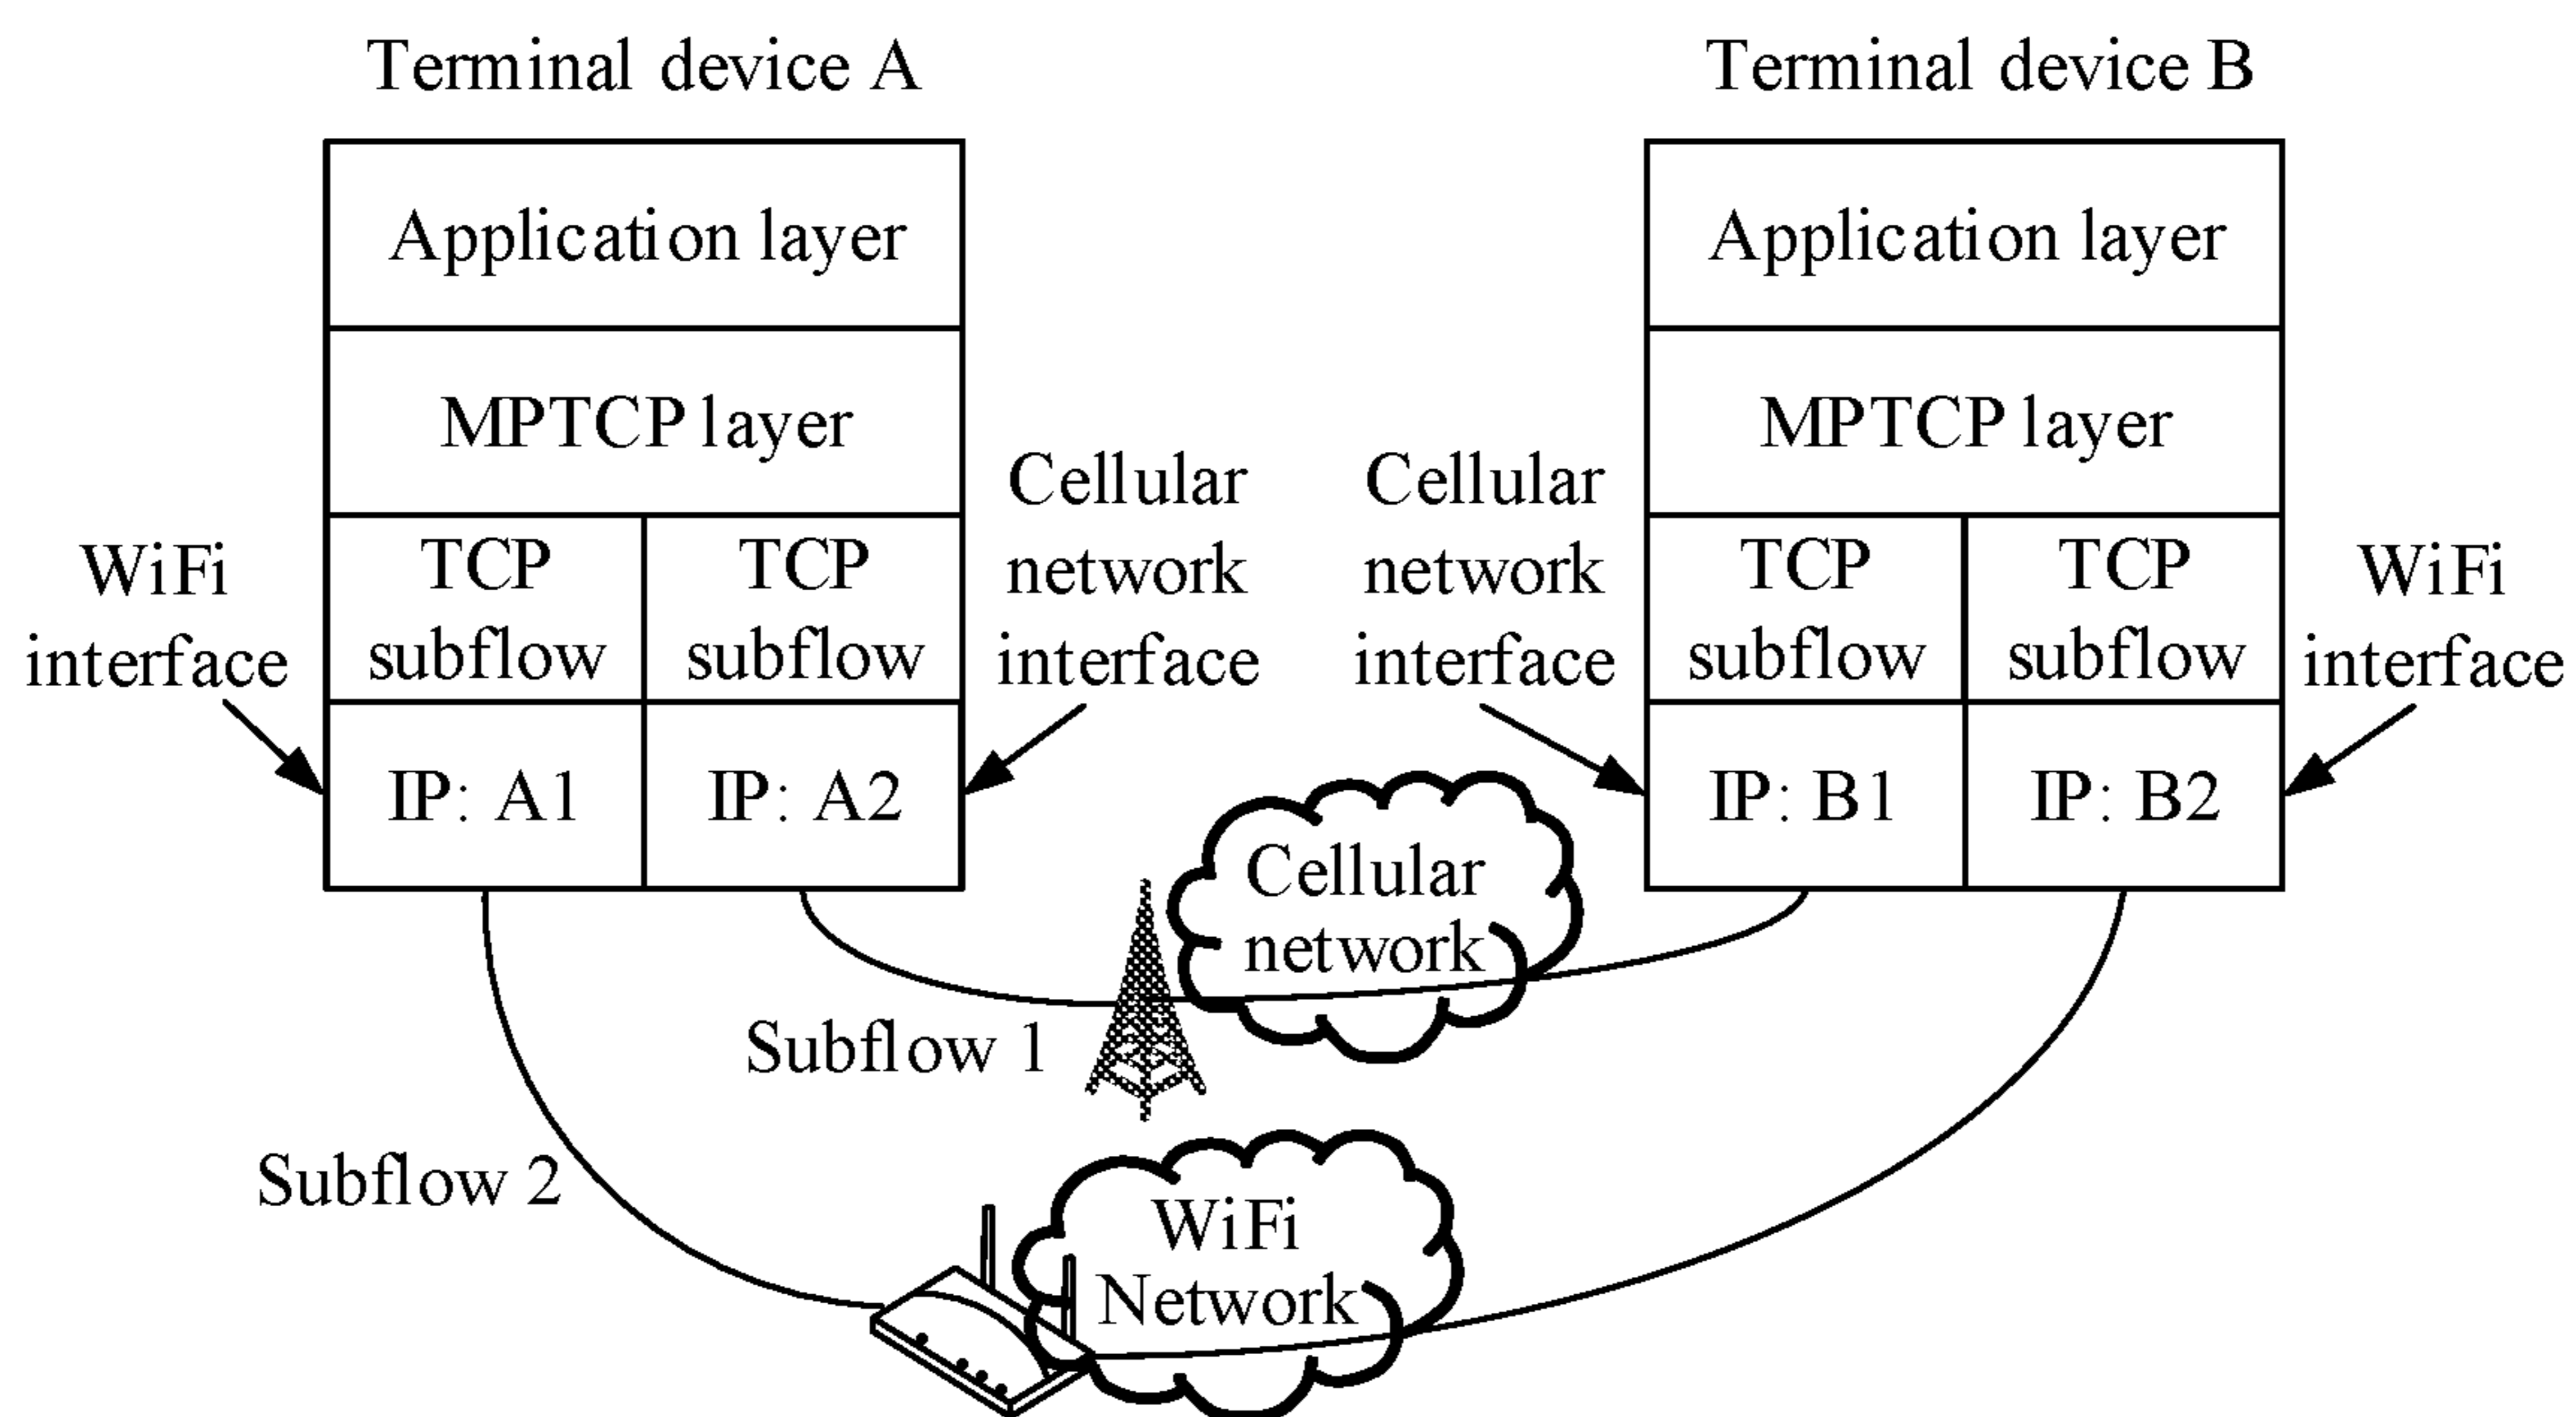 Terminal device A
Terminal device B
Application layer
MPTCP layer
WiFi
interface
TCP
subflow
TCP
subflow
Cellular
network
interface
IP: A1
IP: A2
Application layer
MPTCP layer
Cellular
network
interface
TCP
subflow
TCP
subflow
WiFi
interface
IP: B1
IP: B2
Cellular
network
Subflow 1
Subflow 2
WiFi
Network